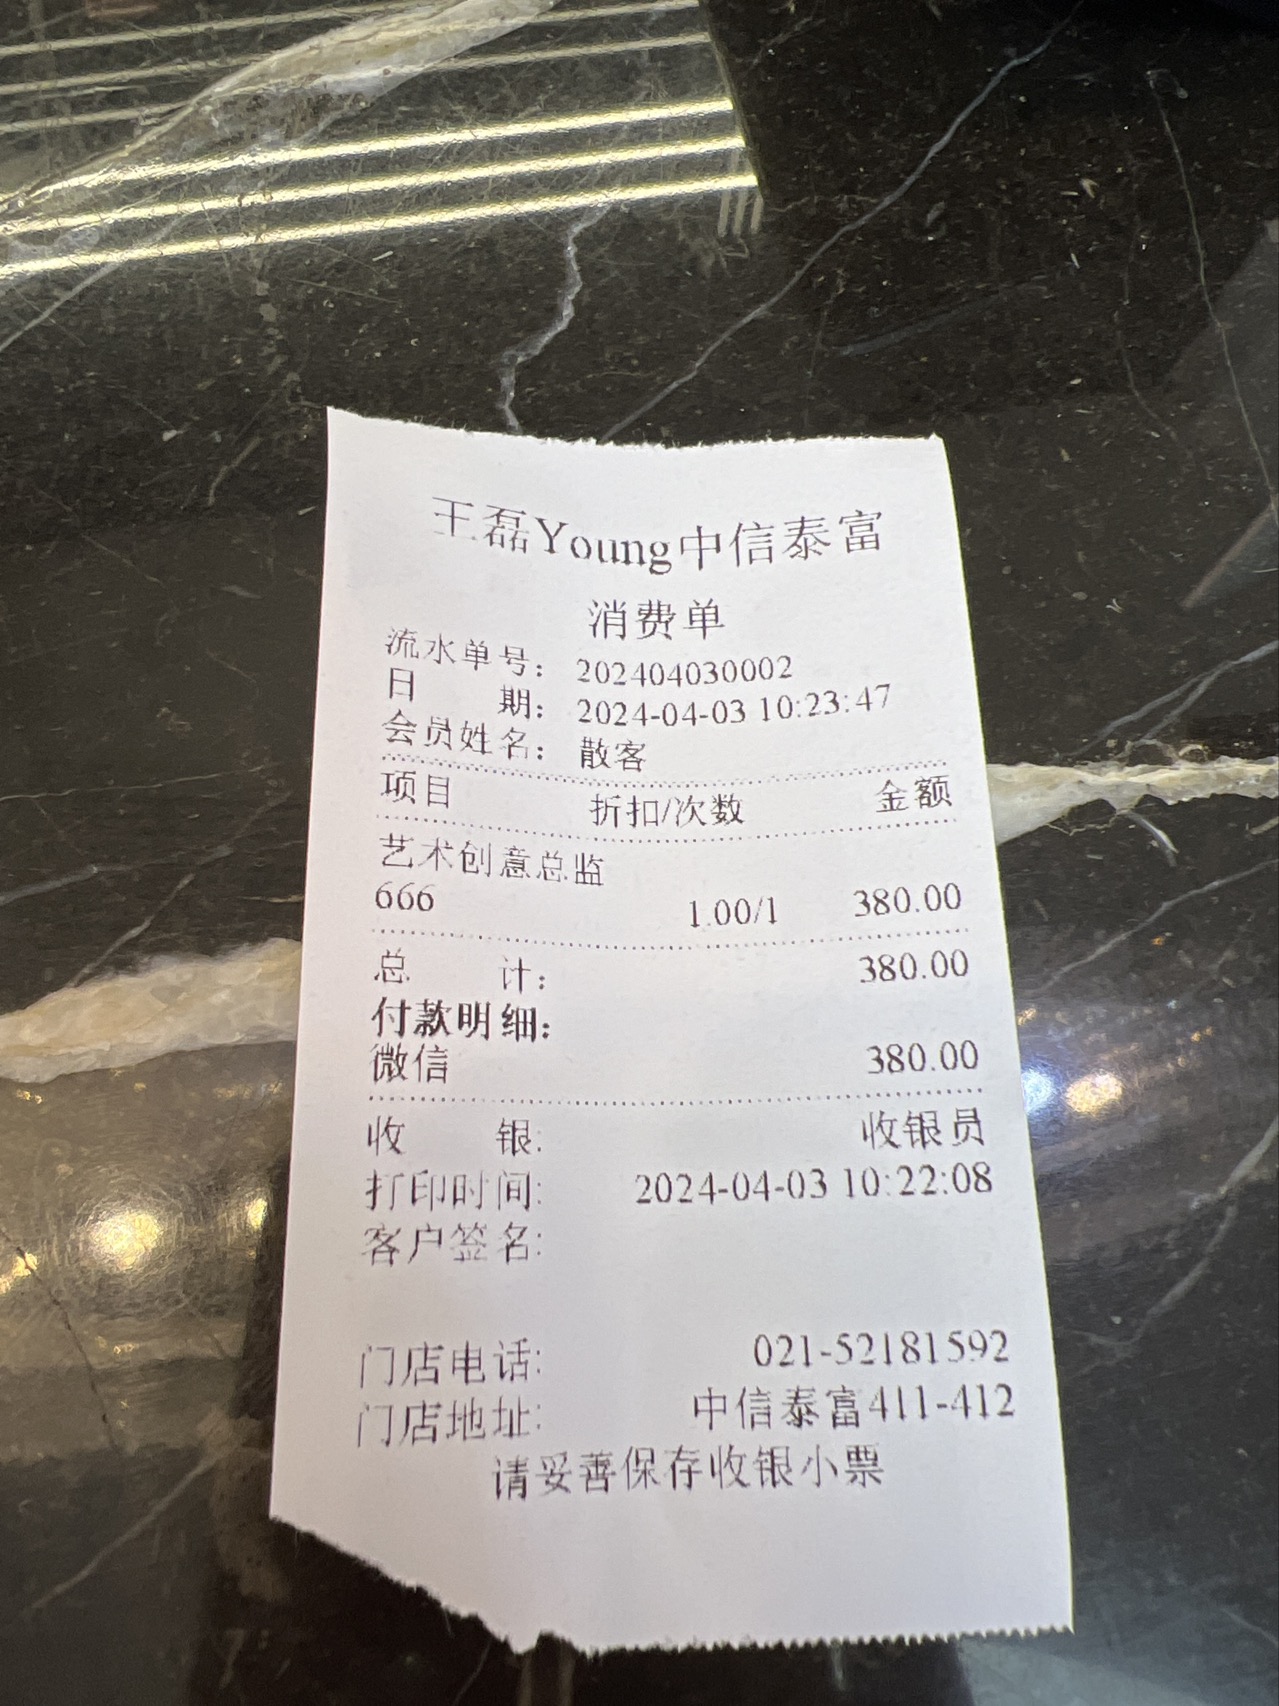 王磊Young中信泰富
消费单
流水单号： 202404030002
日 期： 2024-04-03 10:23:47
会员姓名： 散客
项目 折扣/次数 金额
艺术创意总监
666 1.00/1 380.00
总 计： 380.00
付款明细：
微信 380.00
收 银: 收银员
打印时间: 2024-04-03 10:22:08
客户签名:
门店电话: 021-52181592
门店地址: 中信泰富411-412
请妥善保存收银小票